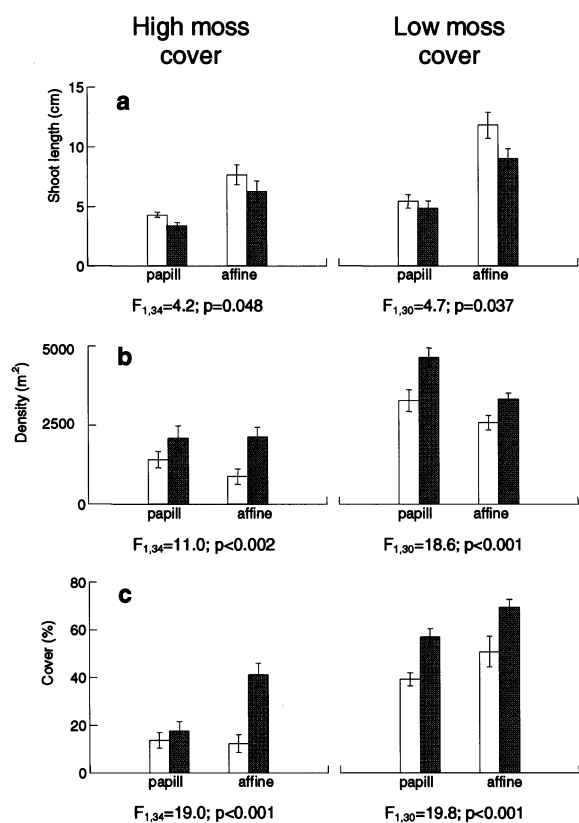 High moss
cover
Low moss
cover
a
Shoot length (cm)
15
10
5
0
papill affine
papill affine
F1,34=4.2; p=0.048
F1,30=4.7; p=0.037
b
Density (m-2)
5000
2500
0
papill affine
papill affine
F1,34=11.0; p<0.002
F1,30=18.6; p<0.001
c
Cover (%)
80
60
40
20
0
papill affine
papill affine
F1,34=19.0; p<0.001
F1,30=19.8; p<0.001